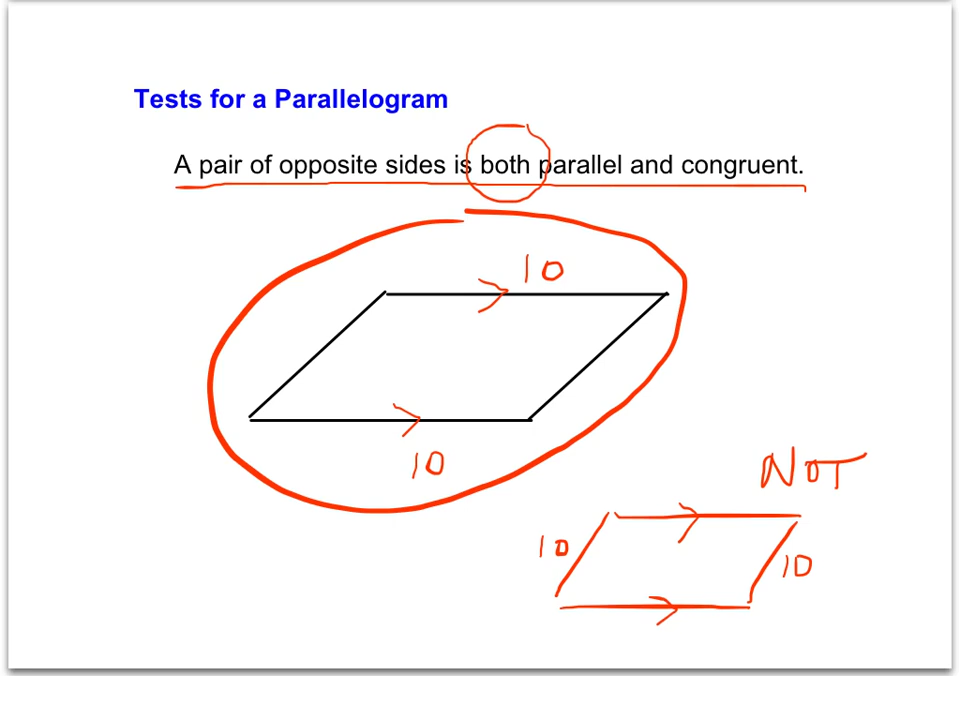 Tests for a Parallelogram
A pair of opposite sides is both parallel and congruent.
10
10
NOT
10
10